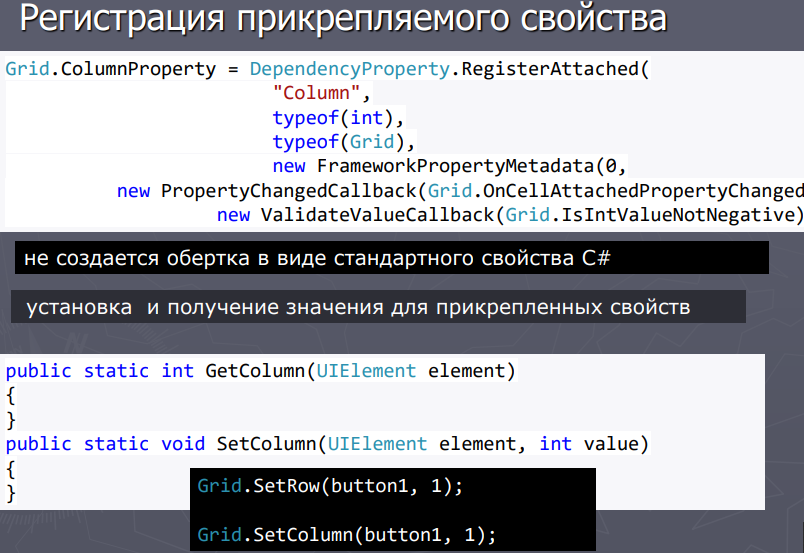 Регистрация прикрепляемого свойства
Grid.ColumnProperty = DependencyProperty.RegisterAttached(
"Column",
typeof(int),
typeof(Grid),
new FrameworkPropertyMetadata(0,
new PropertyChangedCallback(Grid.OnCellAttachedPropertyChanged
new ValidateValueCallback(Grid.IsIntValueNotNegative)
не создается обертка в виде стандартного свойства C#
установка и получение значения для прикрепленных свойств
public static int GetColumn(UIElement element)
{
}
public static void SetColumn(UIElement element, int value)
{
}
Grid.SetRow(button1, 1);
Grid.SetColumn(button1, 1);